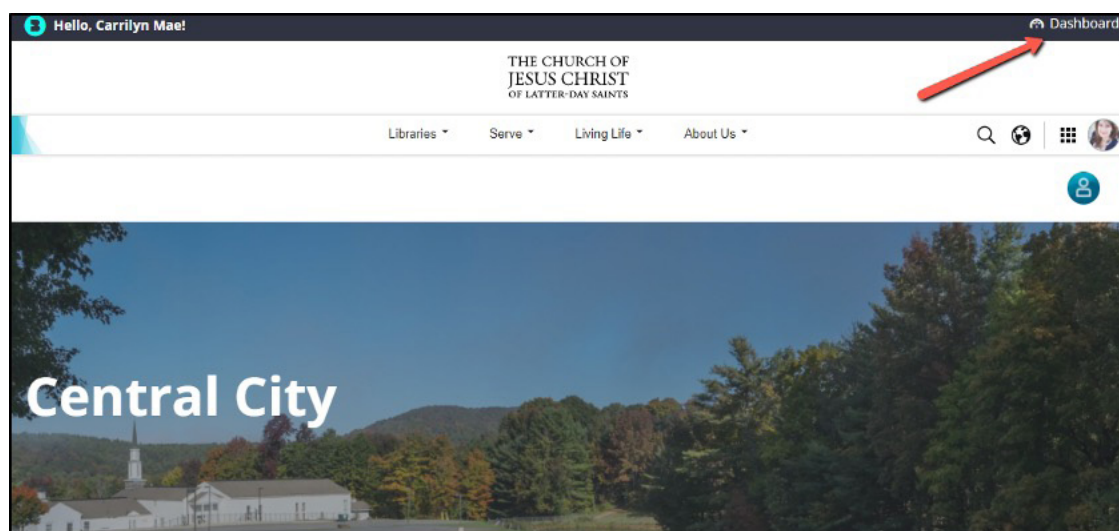 Hello, Carrilyn Mae!
Dashboard
THE CHURCH OF
JESUS CHRIST
OF LATTER-DAY SAINTS
Libraries
Serve
Living Life
About Us
Central City